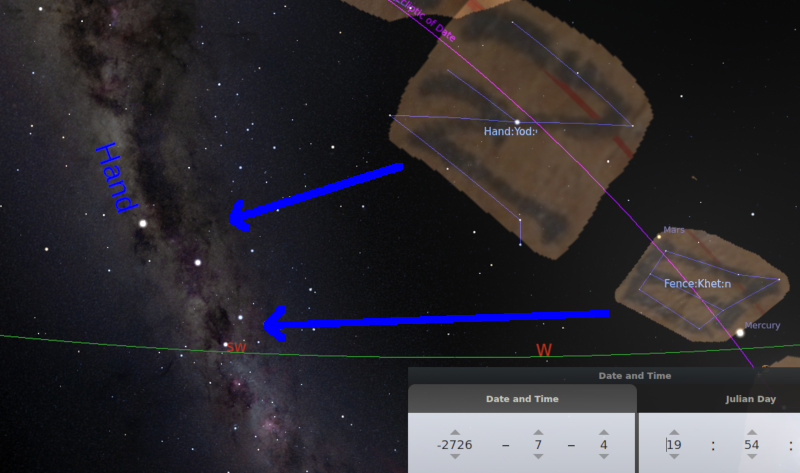 Ecliptic of Date
Hand:Yod:י
Hand
Mars
Fence:Khet:n
Mercury
SW
W
Date and Time
Date and Time
Julian Day
-2726 – 7 – 4
19 : 54 :